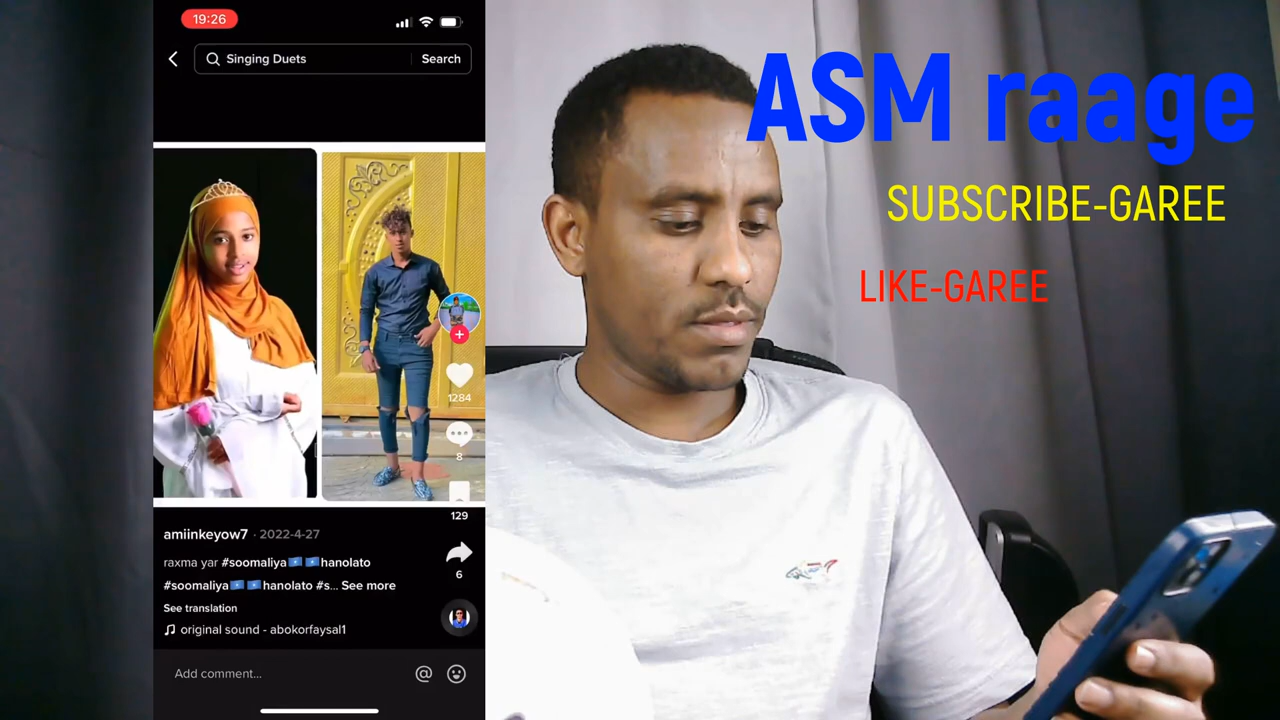 19:26
Singing Duets
Search
1284
8
129
6
amiinkeyow7 · 2022-4-27
raxma yar #soomaliya🇸🇴🇸🇴hanolato
#soomaliya🇸🇴🇸🇴hanolato #s... See more
See translation
original sound - abokorfaysal1
Add comment...
ASM raage
SUBSCRIBE-GAREE
LIKE-GAREE